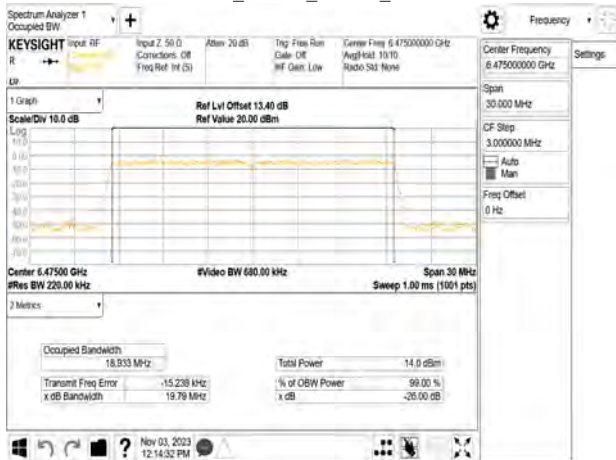 Spectrum Analyzer 1
Occupied BW
+
Frequency
KEYSIGHT Input: RF
R
Input Z: 50 Ω
Corrections: Off
Freq Ref: Int (S)
Atten: 20 dB
Trig: Free Run
Gate: Off
#IF Gain: Low
Center Freq: 6.475000000 GHz
Avg|Hold: 10/10
Radio Std: None
Center Frequency
6.475000000 GHz
Settings
Span
30.000 MHz
CF Step
3.000000 MHz
Auto
Man
Freq Offset
0 Hz
1 Graph
Scale/Div 10.0 dB
Ref Lvl Offset 13.40 dB
Ref Value 20.00 dBm
Log
Center 6.47500 GHz
#Res BW 220.00 kHz
#Video BW 680.00 kHz
Span 30 MHz
Sweep 1.00 ms (1001 pts)
2 Metrics
Occupied Bandwidth
18.933 MHz
Total Power 14.0 dBm
Transmit Freq Error -15.239 kHz
% of OBW Power 99.00 %
x dB Bandwidth 19.79 MHz
x dB -26.00 dB
?
Nov 03, 2023
12:14:32 PM